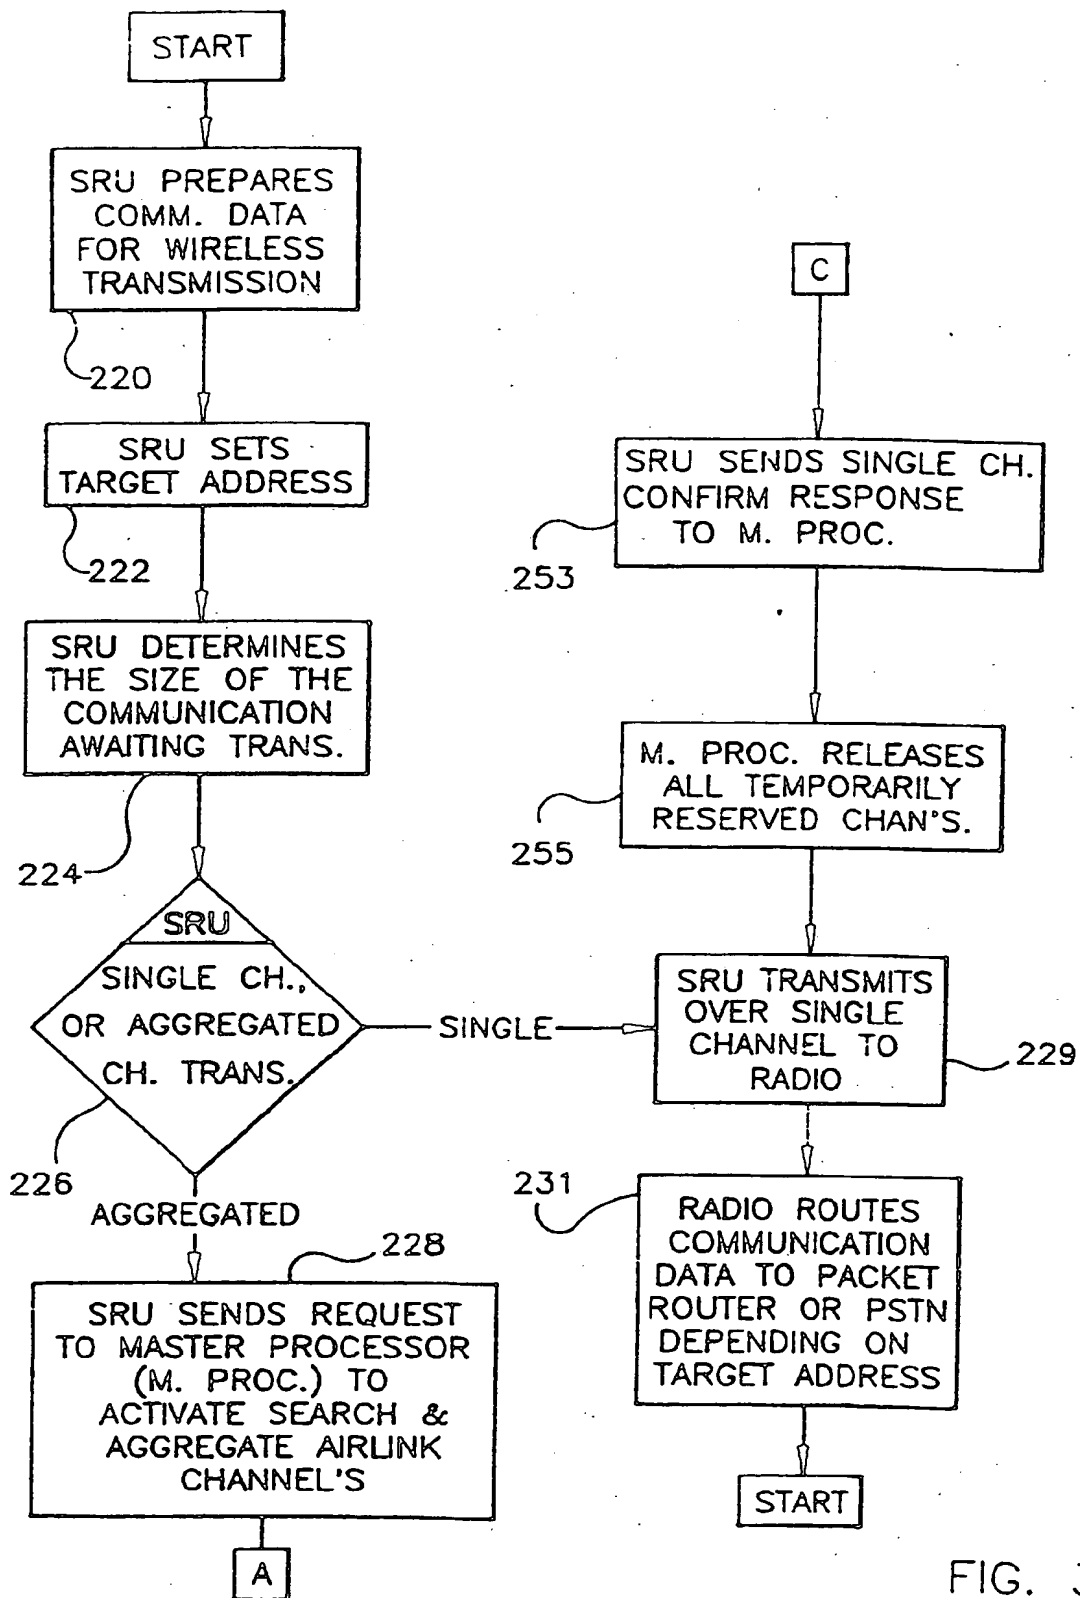 START
SRU PREPARES
COMM. DATA
FOR WIRELESS
TRANSMISSION
220
SRU SETS
TARGET ADDRESS
222
SRU DETERMINES
THE SIZE OF THE
COMMUNICATION
AWAITING TRANS.
224
SRU
SINGLE CH.,
OR AGGREGATED
CH. TRANS.
226
SINGLE
AGGREGATED
228
SRU SENDS REQUEST
TO MASTER PROCESSOR
(M. PROC.) TO
ACTIVATE SEARCH &
AGGREGATE AIRLINK
CHANNEL'S
A
C
SRU SENDS SINGLE CH.
CONFIRM RESPONSE
TO M. PROC.
253
M. PROC. RELEASES
ALL TEMPORARILY
RESERVED CHAN'S.
255
SRU TRANSMITS
OVER SINGLE
CHANNEL TO
RADIO
229
231
RADIO ROUTES
COMMUNICATION
DATA TO PACKET
ROUTER OR PSTN
DEPENDING ON
TARGET ADDRESS
START
FIG.